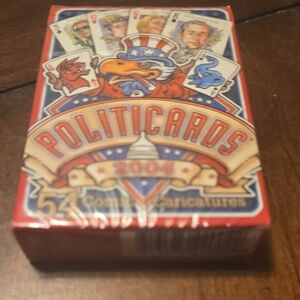 POLITICARDS
2004
54 Comic Caricatures